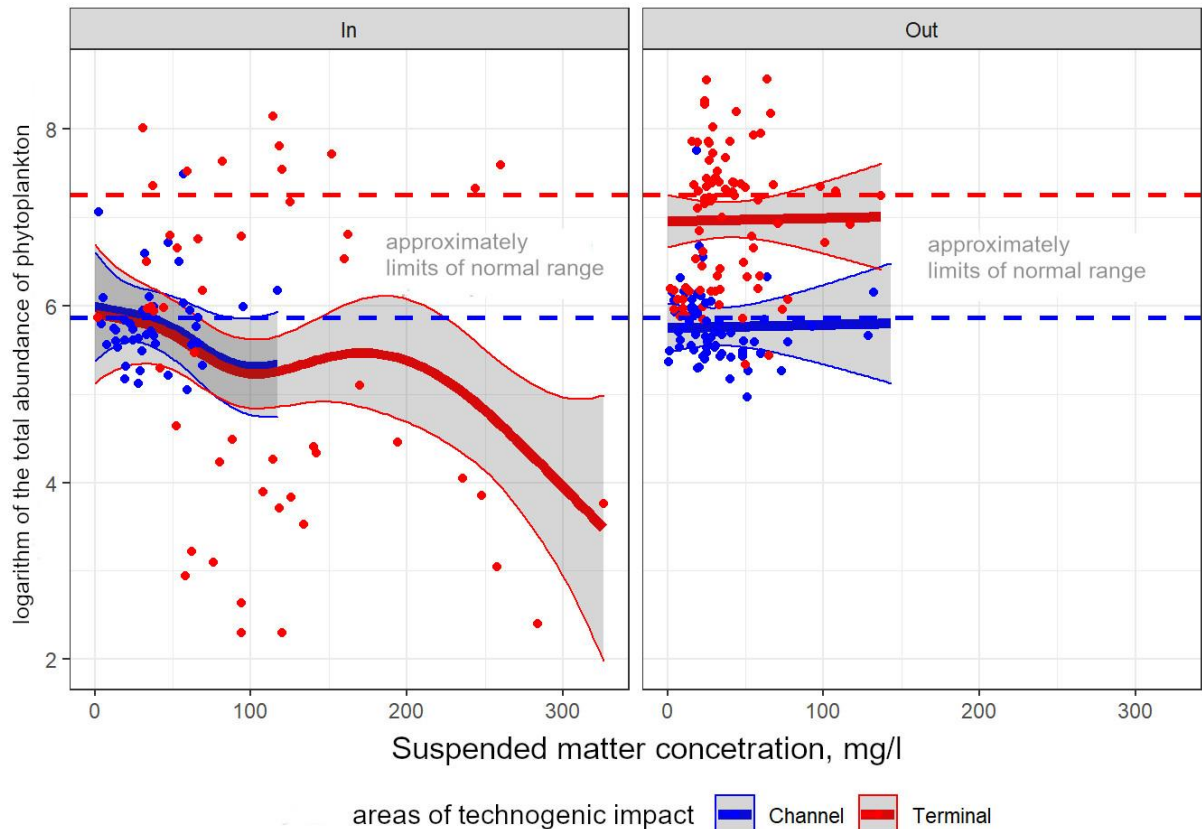 In
Out
logarithm of the total abundance of phytoplankton
8
6
4
2
approximately
limits of normal range
approximately
limits of normal range
0 100 200 300
0 100 200 300
Suspended matter concetration, mg/l
areas of technogenic impact Channel Terminal